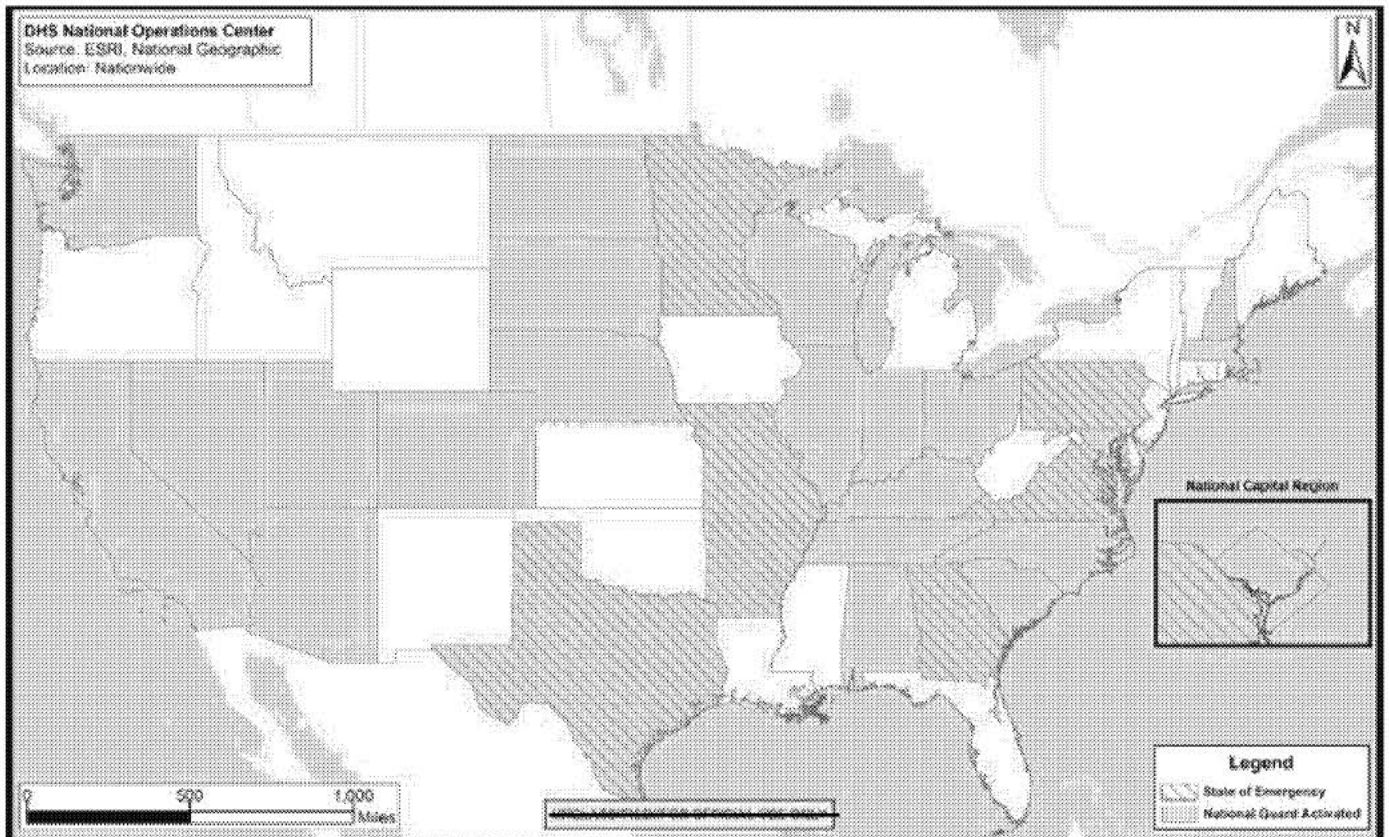 DHS National Operations Center
Source: ESRI, National Geographic
Location: Nationwide
N
National Capital Region
Legend
State of Emergency
National Guard Activated
0 500 1,000
Miles